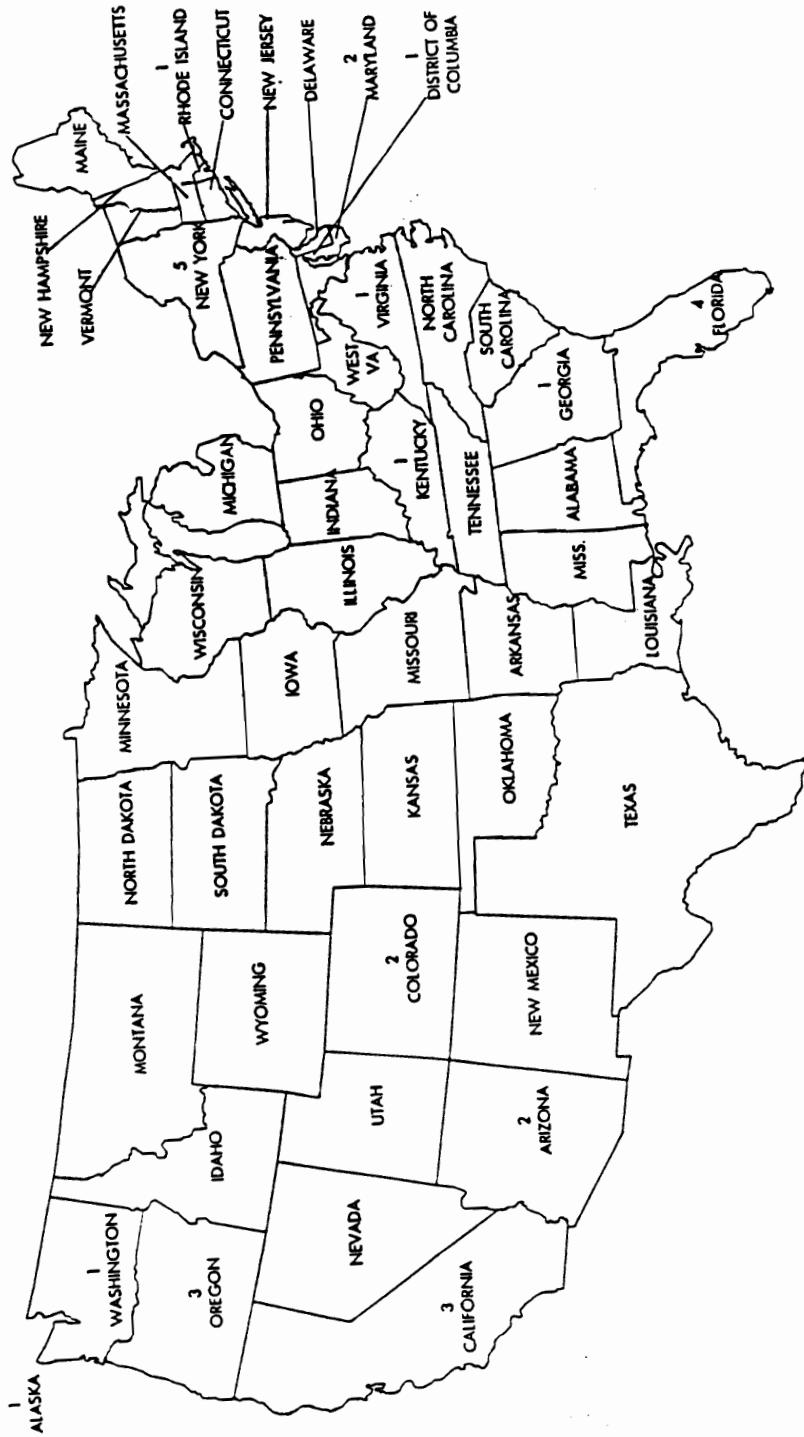 1
ALASKA
1
WASHINGTON
3
OREGON
3
CALIFORNIA
NEVADA
IDAHO
MONTANA
WYOMING
UTAH
2
COLORADO
2
ARIZONA
NEW MEXICO
NORTH DAKOTA
SOUTH DAKOTA
NEBRASKA
KANSAS
OKLAHOMA
TEXAS
MINNESOTA
IOWA
MISSOURI
ARKANSAS
LOUISIANA
WISCONSIN
ILLINOIS
MICHIGAN
INDIANA
OHIO
1
KENTUCKY
TENNESSEE
MISS.
ALABAMA
1
GEORGIA
4
FLORIDA
SOUTH
CAROLINA
NORTH
CAROLINA
1
VIRGINIA
WEST
VA
PENNSYLVANIA
5
NEW YORK
VERMONT
NEW HAMPSHIRE
MAINE
MASSACHUSETTS
1
RHODE ISLAND
CONNECTICUT
NEW JERSEY
DELAWARE
2
MARYLAND
1
DISTRICT OF
COLUMBIA